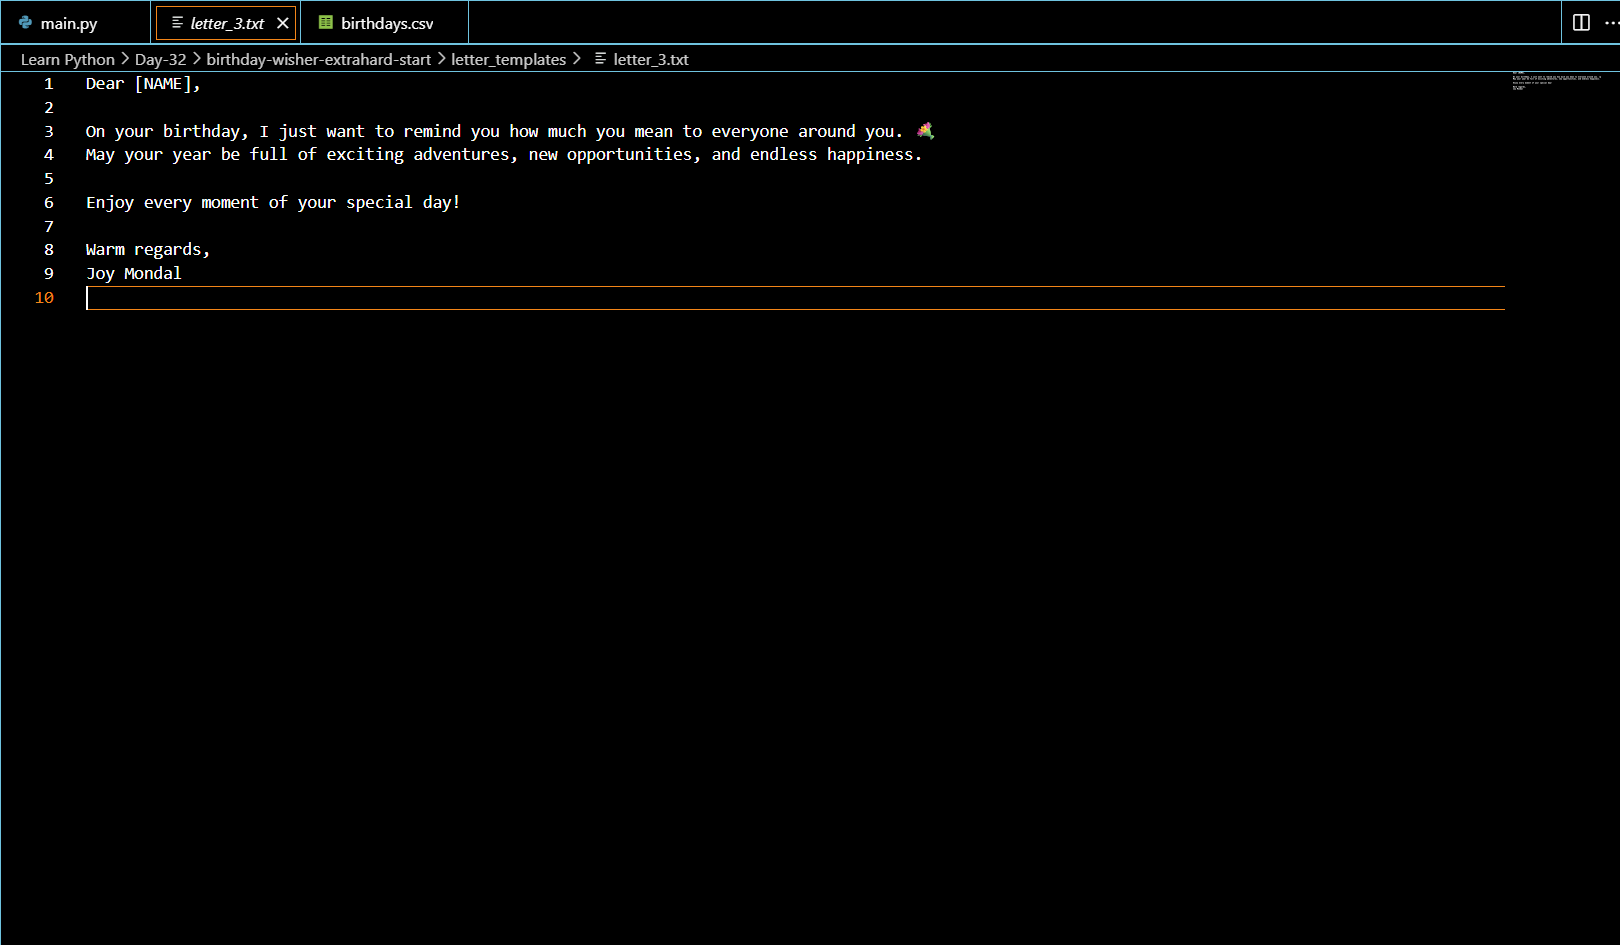 main.py letter_3.txt birthdays.csv
Learn Python > Day-32 > birthday-wisher-extrahard-start > letter_templates > letter_3.txt
1 Dear [NAME],
2
3 On your birthday, I just want to remind you how much you mean to everyone around you. 💐
4 May your year be full of exciting adventures, new opportunities, and endless happiness.
5
6 Enjoy every moment of your special day!
7
8 Warm regards,
9 Joy Mondal
10